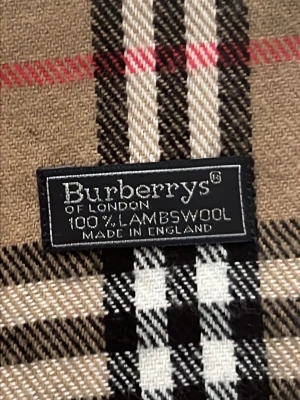 Burberrys®
OF LONDON
100% LAMBSWOOL
MADE IN ENGLAND